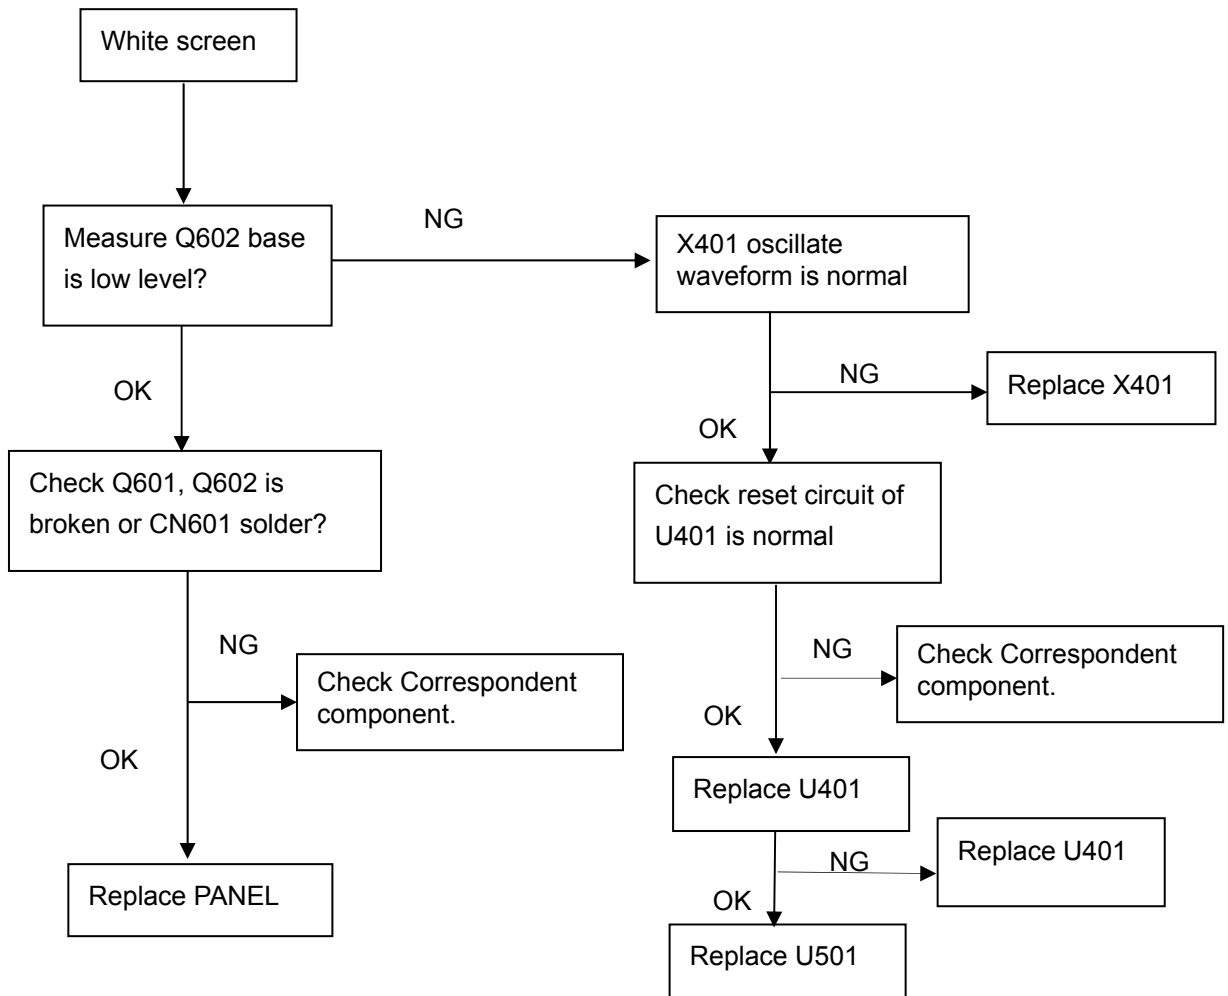 White screen
Measure Q602 base
is low level?
NG
X401 oscillate
waveform is normal
OK
NG
Replace X401
OK
Check Q601, Q602 is
broken or CN601 solder?
Check reset circuit of
U401 is normal
NG
Check Correspondent
component.
NG
Check Correspondent
component.
OK
OK
Replace U401
NG
Replace U401
Replace PANEL
OK
Replace U501